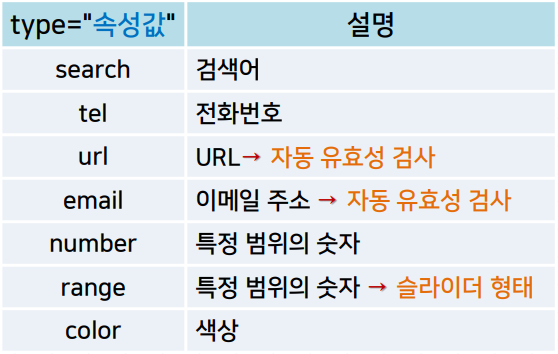 type="속성값" 설명
search 검색어
tel 전화번호
url URL→ 자동 유효성 검사
email 이메일 주소 → 자동 유효성 검사
number 특정 범위의 숫자
range 특정 범위의 숫자 → 슬라이더 형태
color 색상